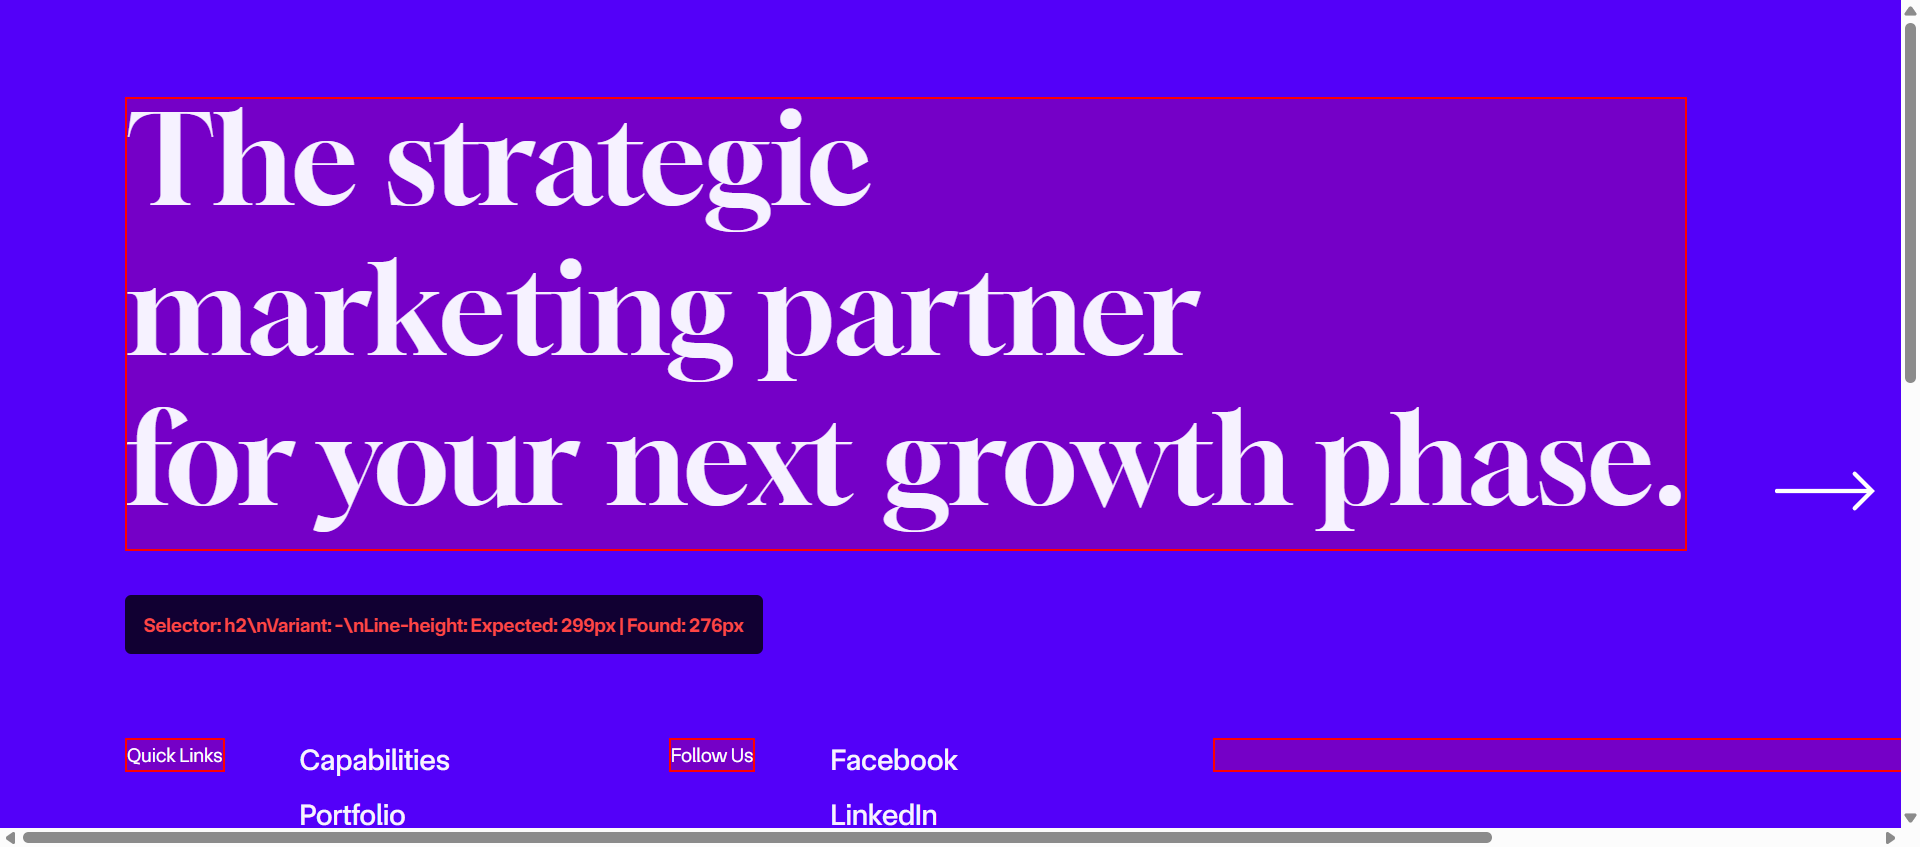 The strategic
marketing partner
for your next growth phase.
Selector: h2\nVariant: -\nLine-height: Expected: 299px | Found: 276px
Quick Links
Capabilities
Portfolio
Follow Us
Facebook
LinkedIn